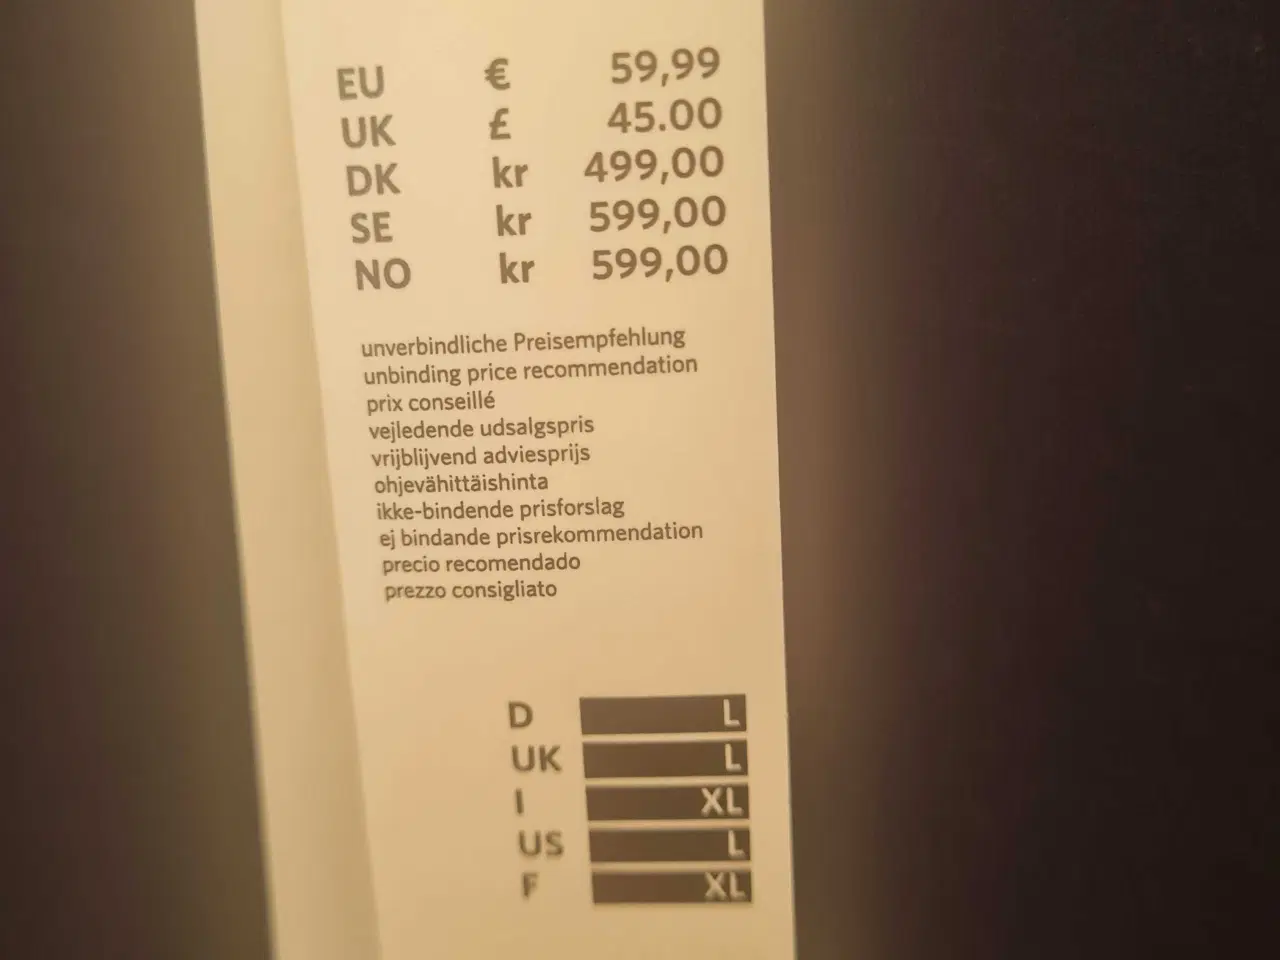 EU € 59,99
UK £ 45.00
DK kr 499,00
SE kr 599,00
NO kr 599,00
unverbindliche Preisempfehlung
unbinding price recommendation
prix conseillé
vejledende udsalgspris
vrijblijvend adviesprijs
ohjevähittäishinta
ikke-bindende prisforslag
ej bindande prisrekommendation
precio recomendado
prezzo consigliato
D L
UK L
I XL
US L
F XL